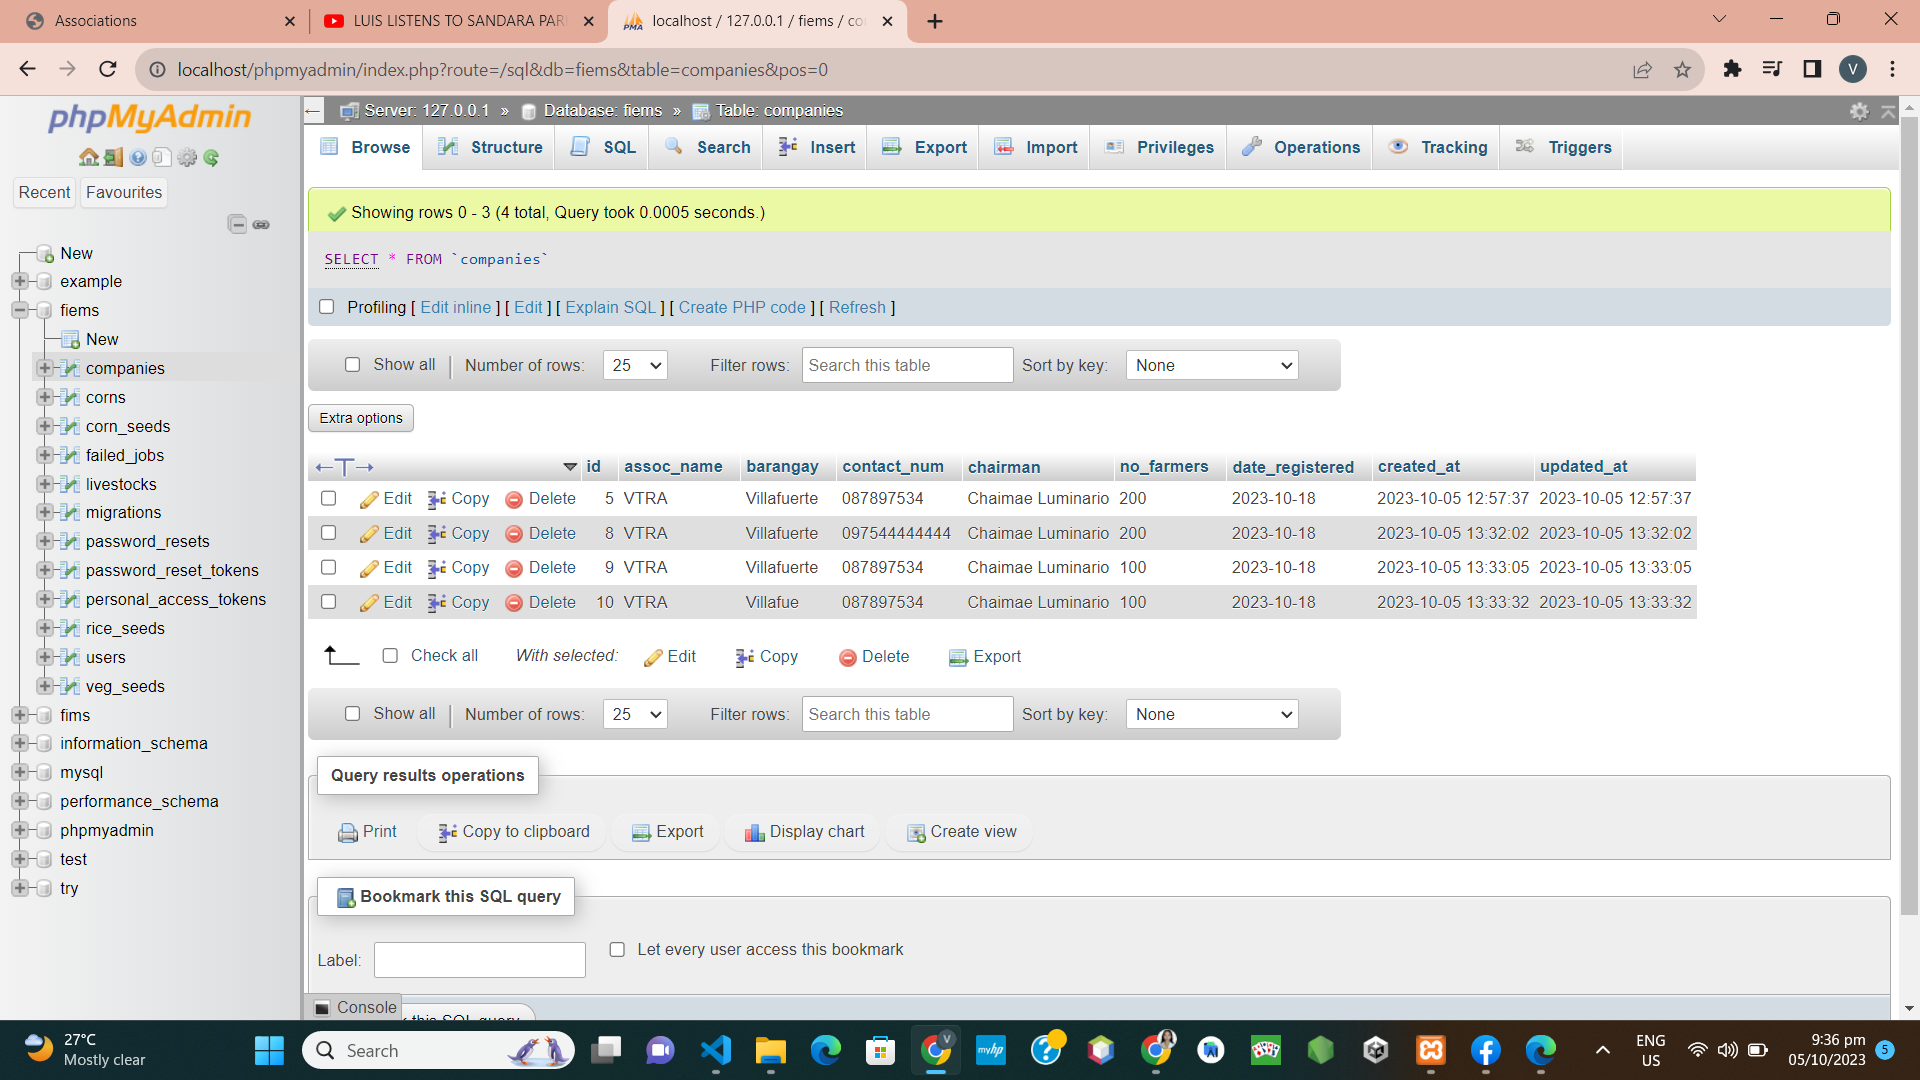 Associations
LUIS LISTENS TO SANDARA PAR
localhost / 127.0.0.1 / fiems / co
localhost/phpmyadmin/index.php?route=/sql&db=fiems&table=companies&pos=0
V
phpMyAdmin
Server: 127.0.0.1 » Database: fiems » Table: companies
Browse Structure SQL Search Insert Export Import Privileges Operations Tracking Triggers
Recent Favourites
New
example
fiems
New
companies
corns
corn_seeds
failed_jobs
livestocks
migrations
password_resets
password_reset_tokens
personal_access_tokens
rice_seeds
users
veg_seeds
fims
information_schema
mysql
performance_schema
phpmyadmin
test
try
Showing rows 0 - 3 (4 total, Query took 0.0005 seconds.)
SELECT * FROM `companies`
Profiling [ Edit inline ] [ Edit ] [ Explain SQL ] [ Create PHP code ] [ Refresh ]
Show all Number of rows: 25 Filter rows: Search this table Sort by key: None
Extra options
id assoc_name barangay contact_num chairman no_farmers date_registered created_at updated_at
Edit Copy Delete 5 VTRA Villafuerte 087897534 Chaimae Luminario 200 2023-10-18 2023-10-05 12:57:37 2023-10-05 12:57:37
Edit Copy Delete 8 VTRA Villafuerte 097544444444 Chaimae Luminario 200 2023-10-18 2023-10-05 13:32:02 2023-10-05 13:32:02
Edit Copy Delete 9 VTRA Villafuerte 087897534 Chaimae Luminario 100 2023-10-18 2023-10-05 13:33:05 2023-10-05 13:33:05
Edit Copy Delete 10 VTRA Villafue 087897534 Chaimae Luminario 100 2023-10-18 2023-10-05 13:33:32 2023-10-05 13:33:32
Check all With selected: Edit Copy Delete Export
Show all Number of rows: 25 Filter rows: Search this table Sort by key: None
Query results operations
Print Copy to clipboard Export Display chart Create view
Bookmark this SQL query
Label: Let every user access this bookmark
Console
this SQL query
27°C
Mostly clear
Search
myhp
ENG
US
9:36 pm
05/10/2023
5